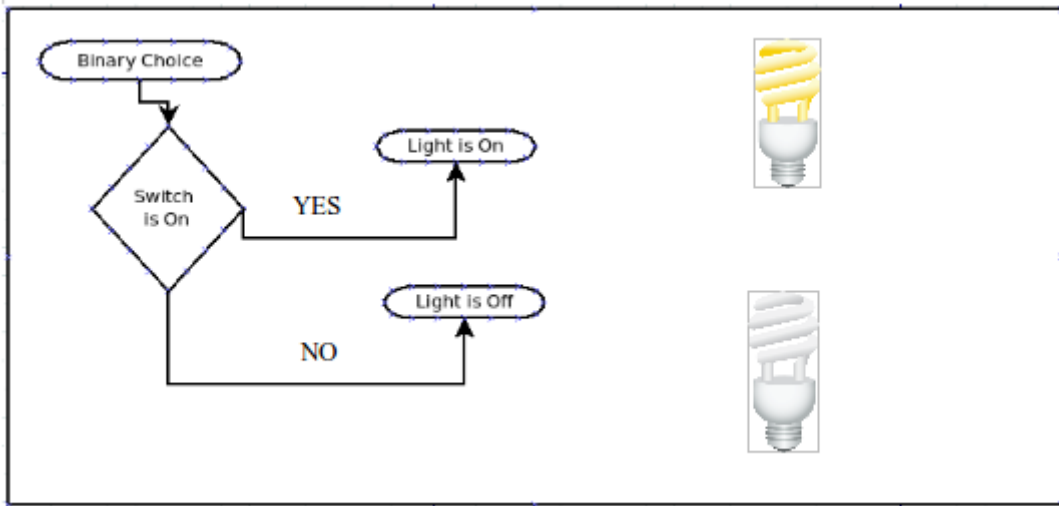 Binary Choice
Light is On
Switch
is On
YES
Light is Off
NO